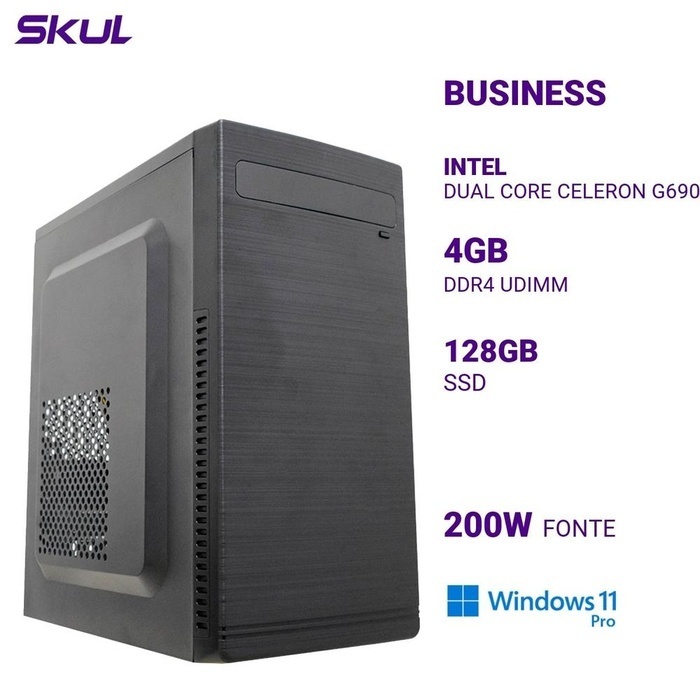 SKUL
BUSINESS
INTEL
DUAL CORE CELERON G690
4GB
DDR4 UDIMM
128GB
SSD
200W FONTE
Windows 11
Pro